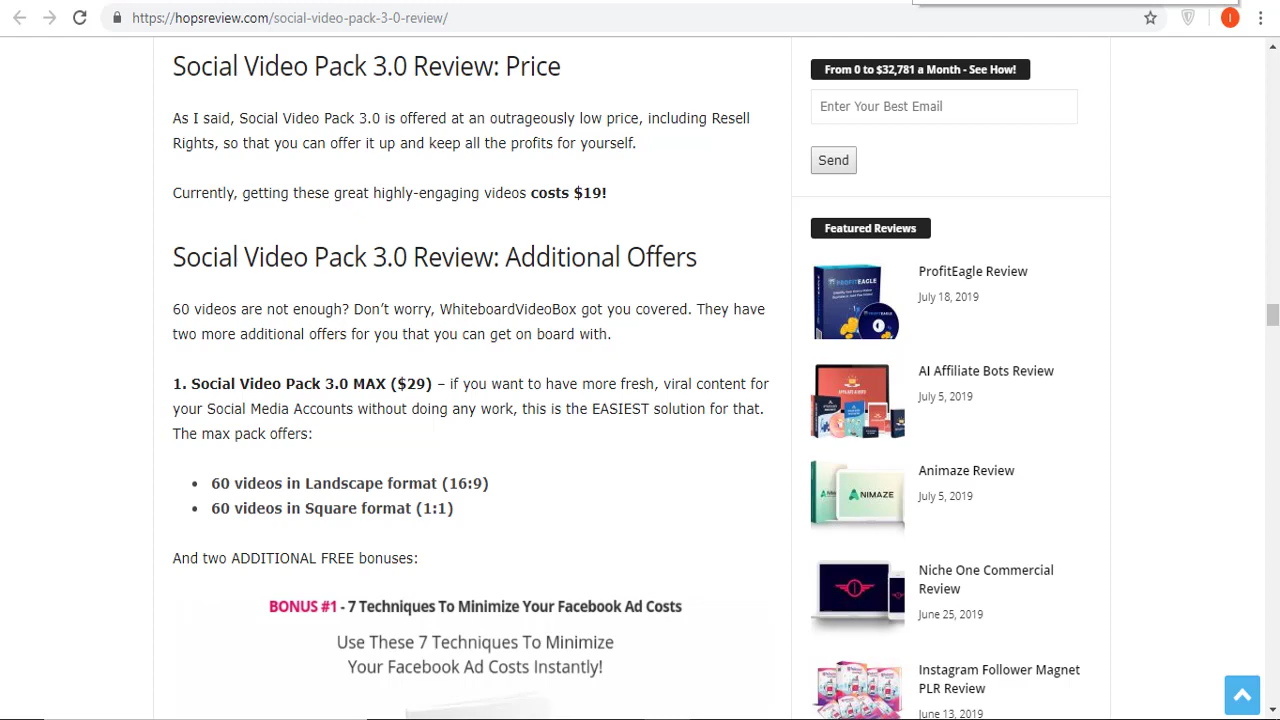 https://hopsreview.com/social-video-pack-3-0-review/
I
Social Video Pack 3.0 Review: Price
As I said, Social Video Pack 3.0 is offered at an outrageously low price, including Resell
Rights, so that you can offer it up and keep all the profits for yourself.
Currently, getting these great highly-engaging videos costs $19!
Social Video Pack 3.0 Review: Additional Offers
60 videos are not enough? Don’t worry, WhiteboardVideoBox got you covered. They have
two more additional offers for you that you can get on board with.
1. Social Video Pack 3.0 MAX ($29) – if you want to have more fresh, viral content for
your Social Media Accounts without doing any work, this is the EASIEST solution for that.
The max pack offers:
• 60 videos in Landscape format (16:9)
• 60 videos in Square format (1:1)
And two ADDITIONAL FREE bonuses:
BONUS #1 - 7 Techniques To Minimize Your Facebook Ad Costs
Use These 7 Techniques To Minimize
Your Facebook Ad Costs Instantly!
From 0 to $32,781 a Month - See How!
Enter Your Best Email
Send
Featured Reviews
PROFITEAGLE
ProfitEagle Review
July 18, 2019
AI Affiliate Bots Review
July 5, 2019
ANIMAZE
Animaze Review
July 5, 2019
Niche One Commercial
Review
June 25, 2019
Instagram Follower Magnet
PLR Review
June 13, 2019